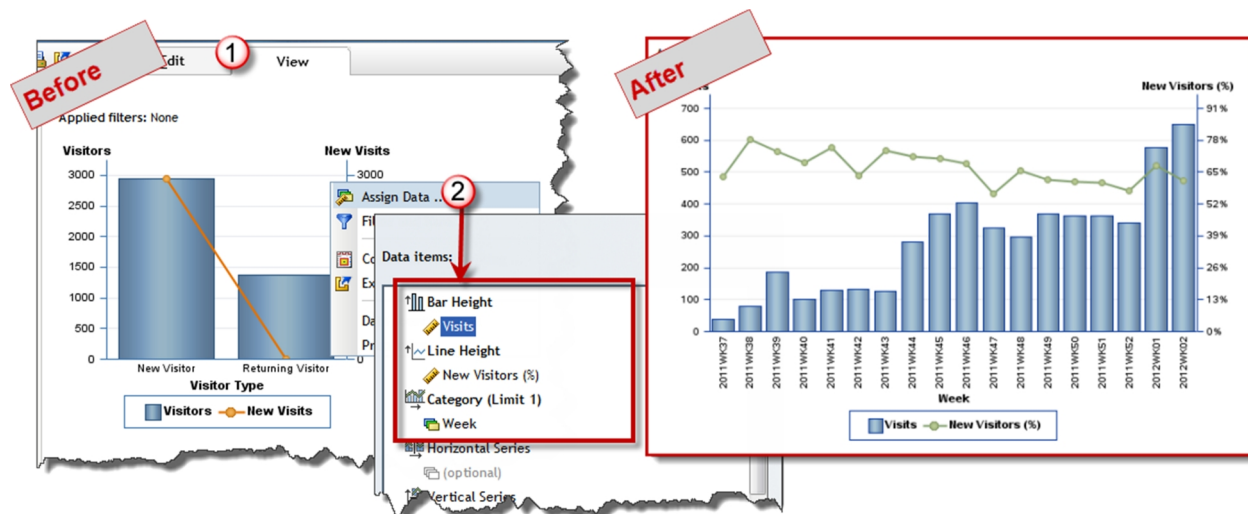 Before
Edit
1
View
Applied filters: None
Visitors
New Visits
3000
2500
2000
1500
1000
500
0
3000
0
New Visitor
Returning Visitor
Visitor Type
Visitors
New Visits
Assign Data ...
2
Data items:
Bar Height
Visits
Line Height
New Visitors (%)
Category (Limit 1)
Week
Horizontal Series
(optional)
Vertical Series
After
New Visitors (%)
700
600
500
400
300
200
100
0
91%
78%
65%
52%
39%
26%
13%
0%
2011WK37
2011WK38
2011WK39
2011WK40
2011WK41
2011WK42
2011WK43
2011WK44
2011WK45
2011WK46
2011WK47
2011WK48
2011WK49
2011WK50
2011WK51
2011WK52
2012WK01
2012WK02
Week
Visits
New Visitors (%)